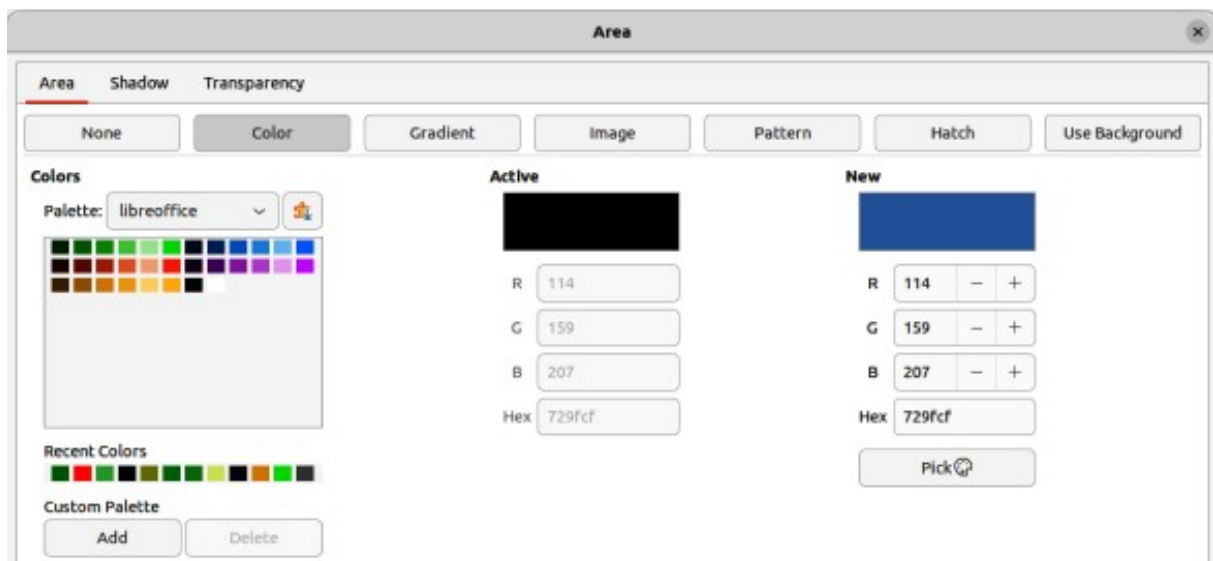 Area
Area Shadow Transparency
None Color Gradient Image Pattern Hatch Use Background
Colors Active New
Palette: libreoffice
R 114 R 114 − +
G 159 G 159 − +
B 207 B 207 − +
Hex 729fcf Hex 729fcf
Recent Colors
Pick
Custom Palette
Add Delete